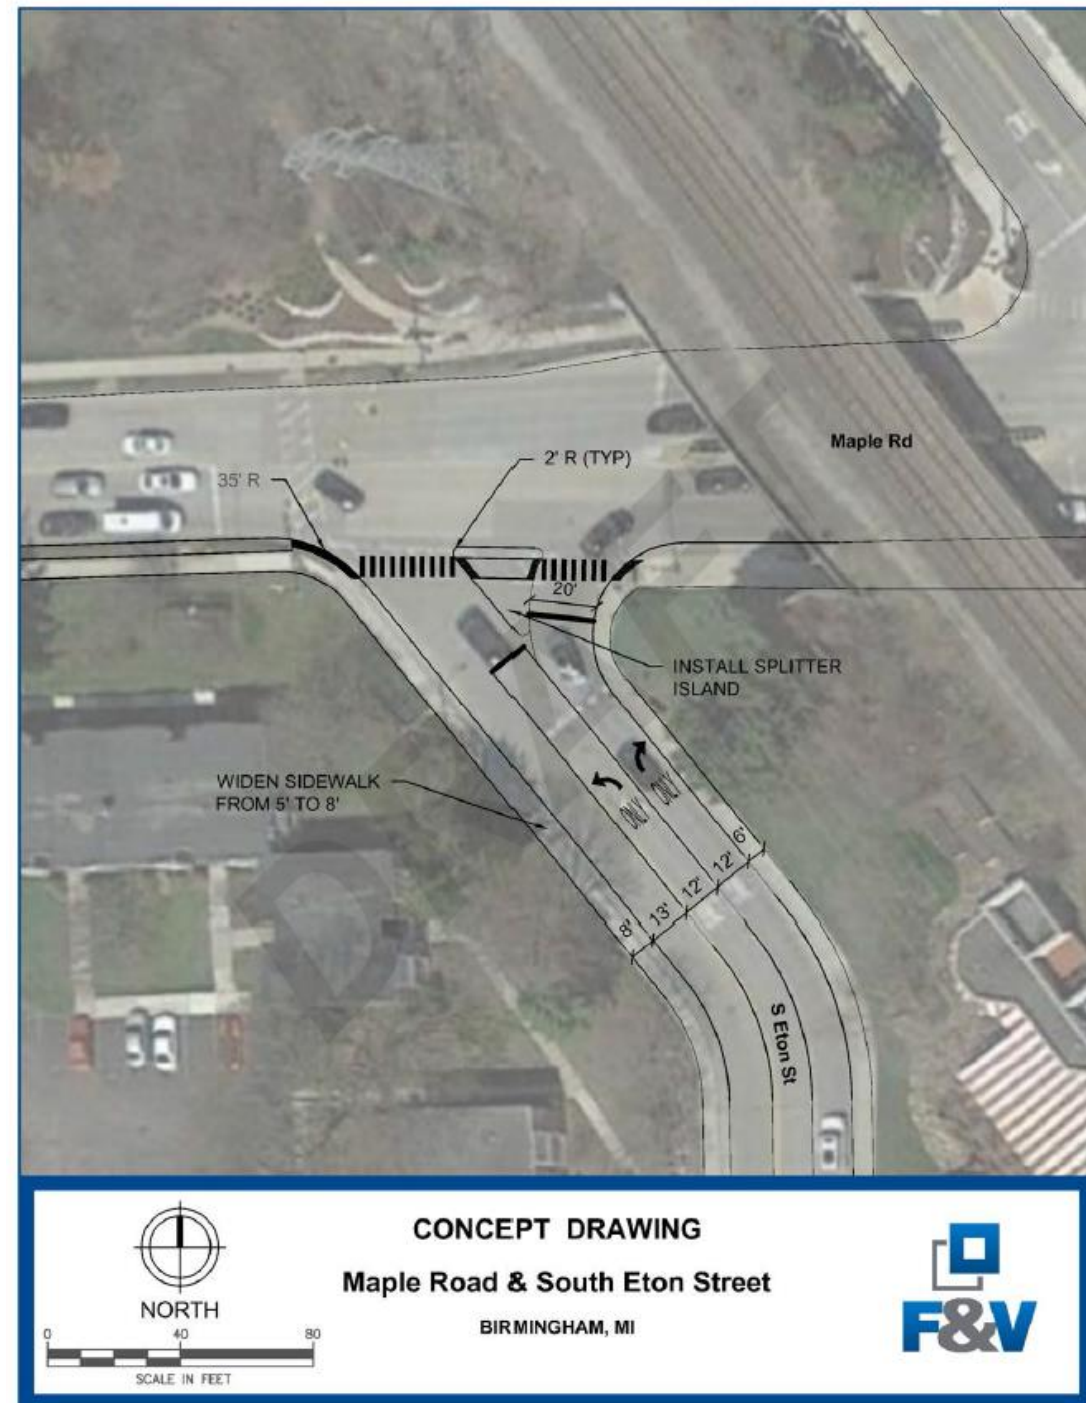 Maple Rd
2' R (TYP)
35' R
20'
INSTALL SPLITTER
ISLAND
WIDEN SIDEWALK
FROM 5' TO 8'
ONLY
ONLY
8'
13'
12'
12'
6'
S Eton St
NORTH
0 40 80
SCALE IN FEET
CONCEPT DRAWING
Maple Road & South Eton Street
BIRMINGHAM, MI
F&V